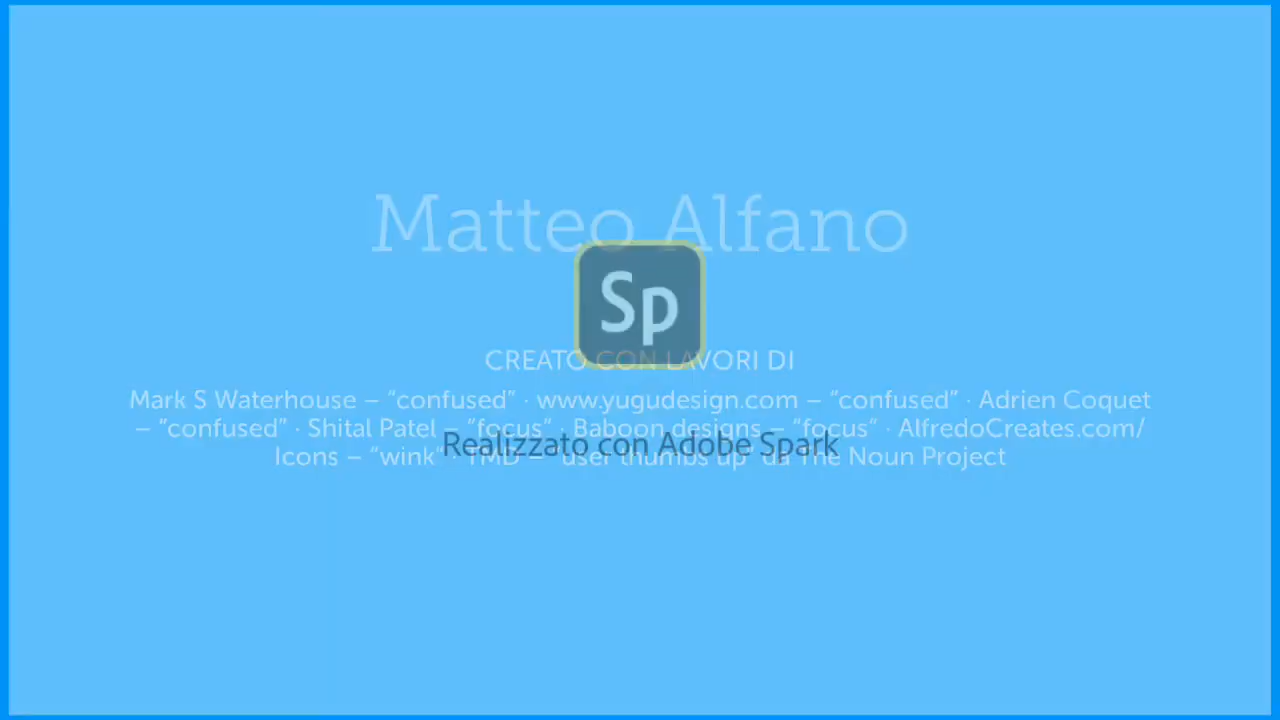 Matteo Alfano
Sp
CREATO CON LAVORI DI
Mark S Waterhouse – “confused” · www.yugudesign.com – “confused” · Adrien Coquet
– “confused” · Shital Patel – “focus” · Baboon designs – “focus” · AlfredoCreates.com/
Realizzato con Adobe Spark
Icons – “wink” · TMD – “user thumbs up” da The Noun Project